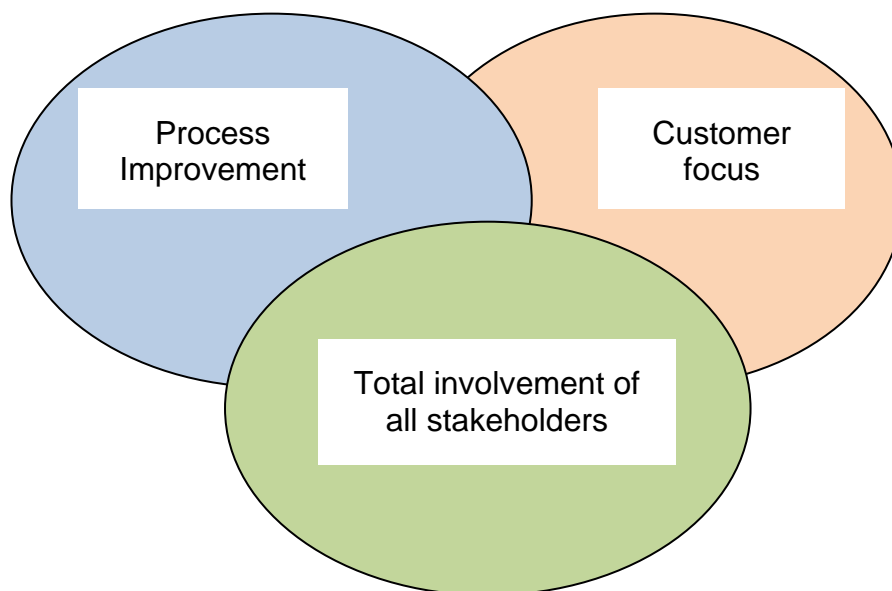 Process
Improvement
Customer
focus
Total involvement of
all stakeholders